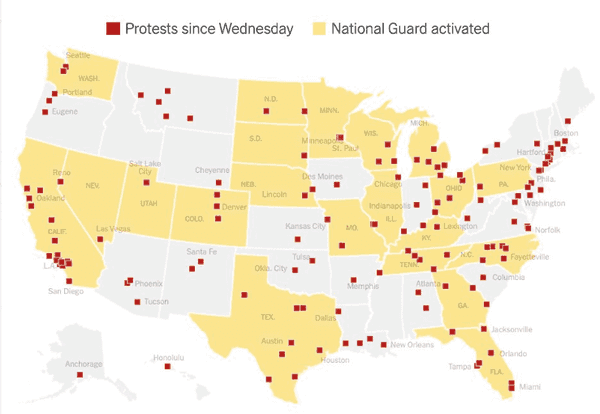 Protests since Wednesday
National Guard activated
Seattle
WASH.
Portland
Eugene
N.D.
MINN.
Minneapolis
St. Paul
WIS.
MICH.
Boston
Hartford
New York
S.D.
Salt Lake
City
Reno
NEV.
Oakland
CALIF.
UTAH
Cheyenne
NEB.
Lincoln
Des Moines
Chicago
OHIO
PA.
Phila.
Washington
Denver
COLO.
Indianapolis
ILL.
Lexington
KY.
Norfolk
Las Vegas
L.A.
San Diego
Kansas City
MO.
Santa Fe
Phoenix
Tucson
Tulsa
Okla. City
Memphis
TENN.
N.C.
Fayetteville
Columbia
Atlanta
GA.
TEX.
Dallas
Austin
Houston
New Orleans
Jacksonville
Orlando
Tampa
FLA.
Miami
Anchorage
Honolulu